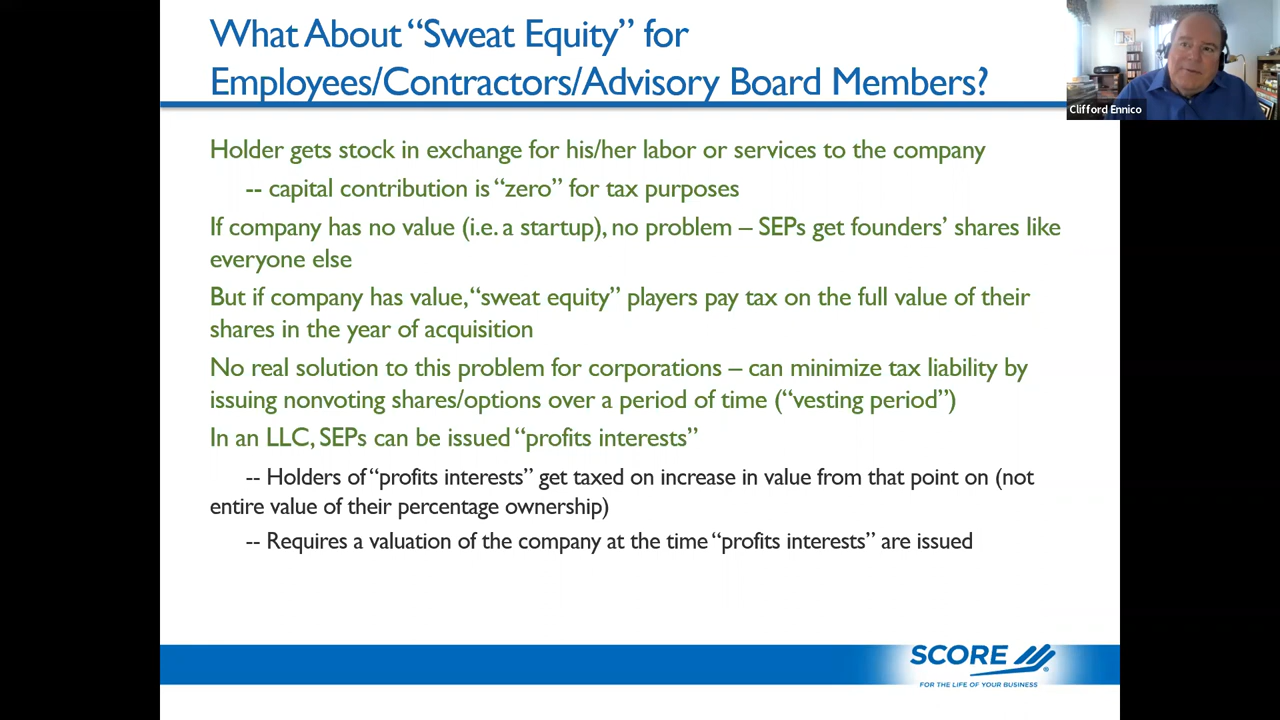 What About “Sweat Equity” for
Employees/Contractors/Advisory Board Members?
Clifford Ennico
Holder gets stock in exchange for his/her labor or services to the company
-- capital contribution is “zero” for tax purposes
If company has no value (i.e. a startup), no problem – SEPs get founders’ shares like
everyone else
But if company has value, “sweat equity” players pay tax on the full value of their
shares in the year of acquisition
No real solution to this problem for corporations – can minimize tax liability by
issuing nonvoting shares/options over a period of time (“vesting period”)
In an LLC, SEPs can be issued “profits interests”
-- Holders of “profits interests” get taxed on increase in value from that point on (not
entire value of their percentage ownership)
-- Requires a valuation of the company at the time “profits interests” are issued
SCORE
FOR THE LIFE OF YOUR BUSINESS